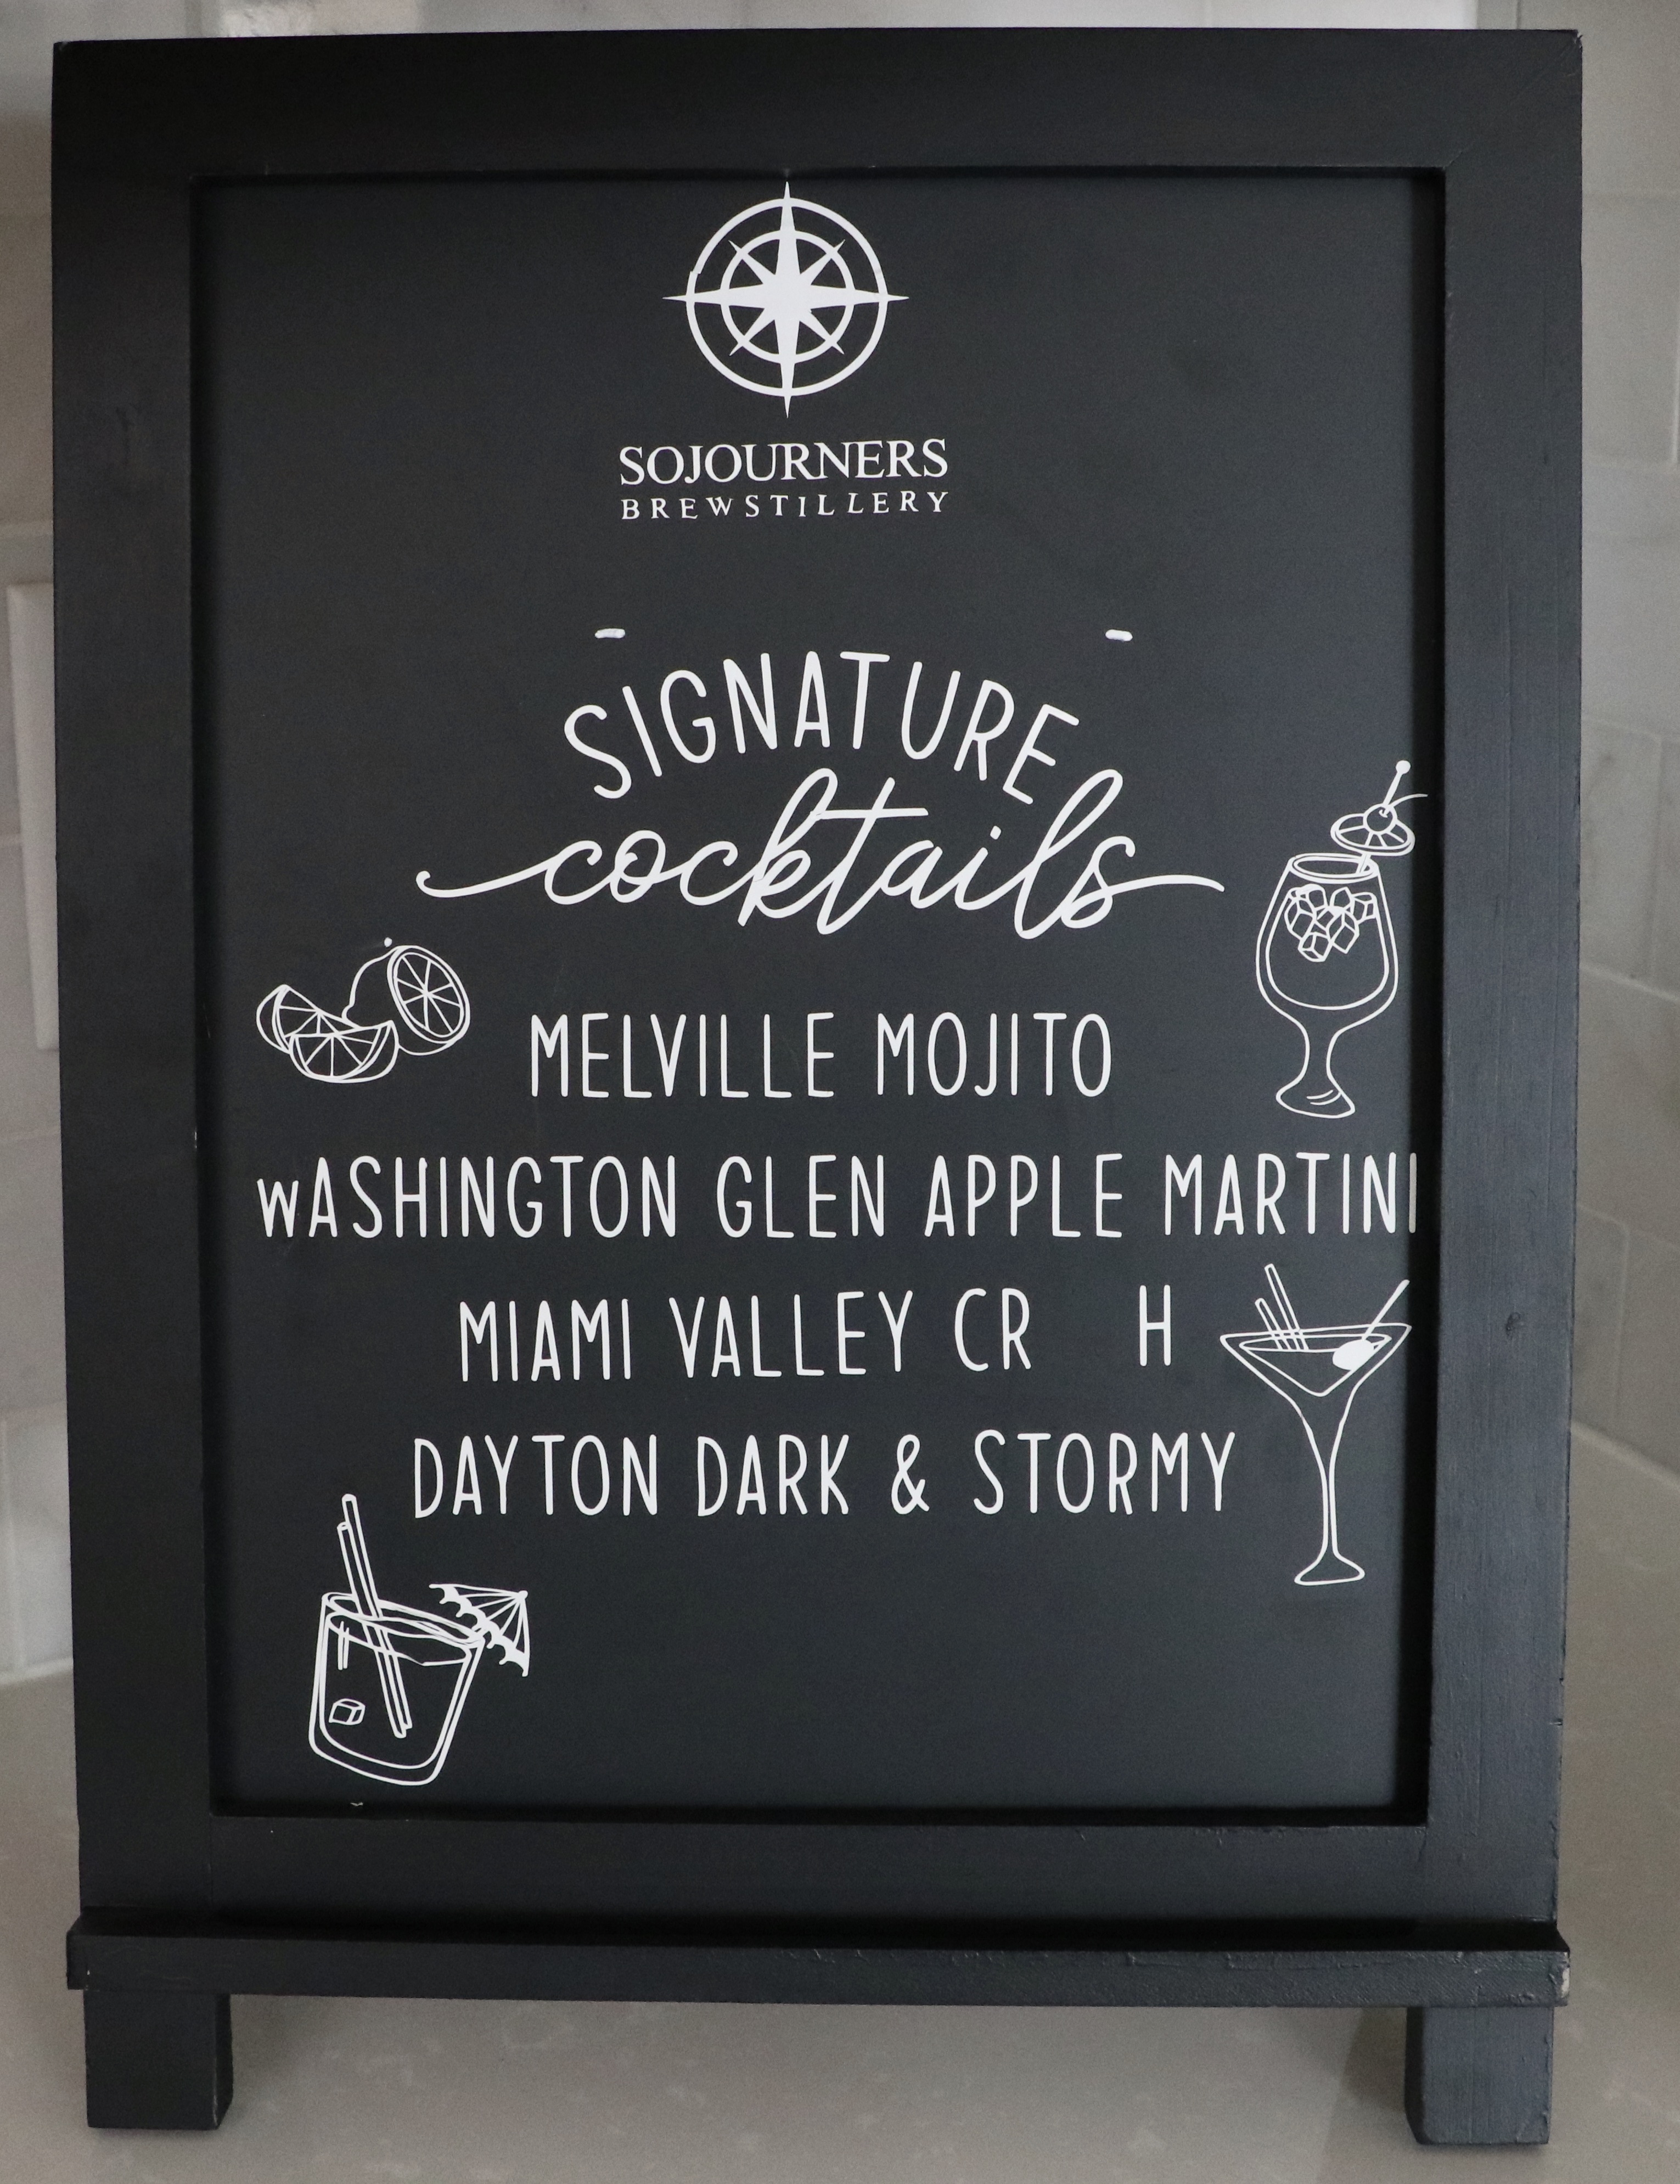 SOJOURNERS
BREWSTILLERY
SIGNATURE
cocktails
MELVILLE MOJITO
wASHINGTON GLEN APPLE MARTINI
MIAMI VALLEY CR H
DAYTON DARK & STORMY